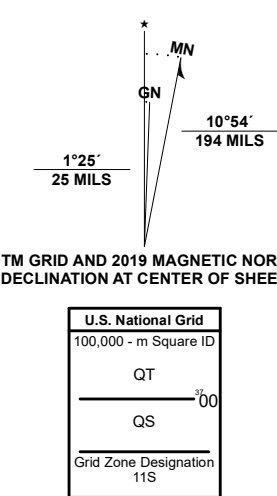 ★
MN
GN
10°54´
194 MILS
1°25´
25 MILS
TM GRID AND 2019 MAGNETIC NOR
DECLINATION AT CENTER OF SHEE
U.S. National Grid
100,000 - m Square ID
QT
37 00
QS
Grid Zone Designation
11S